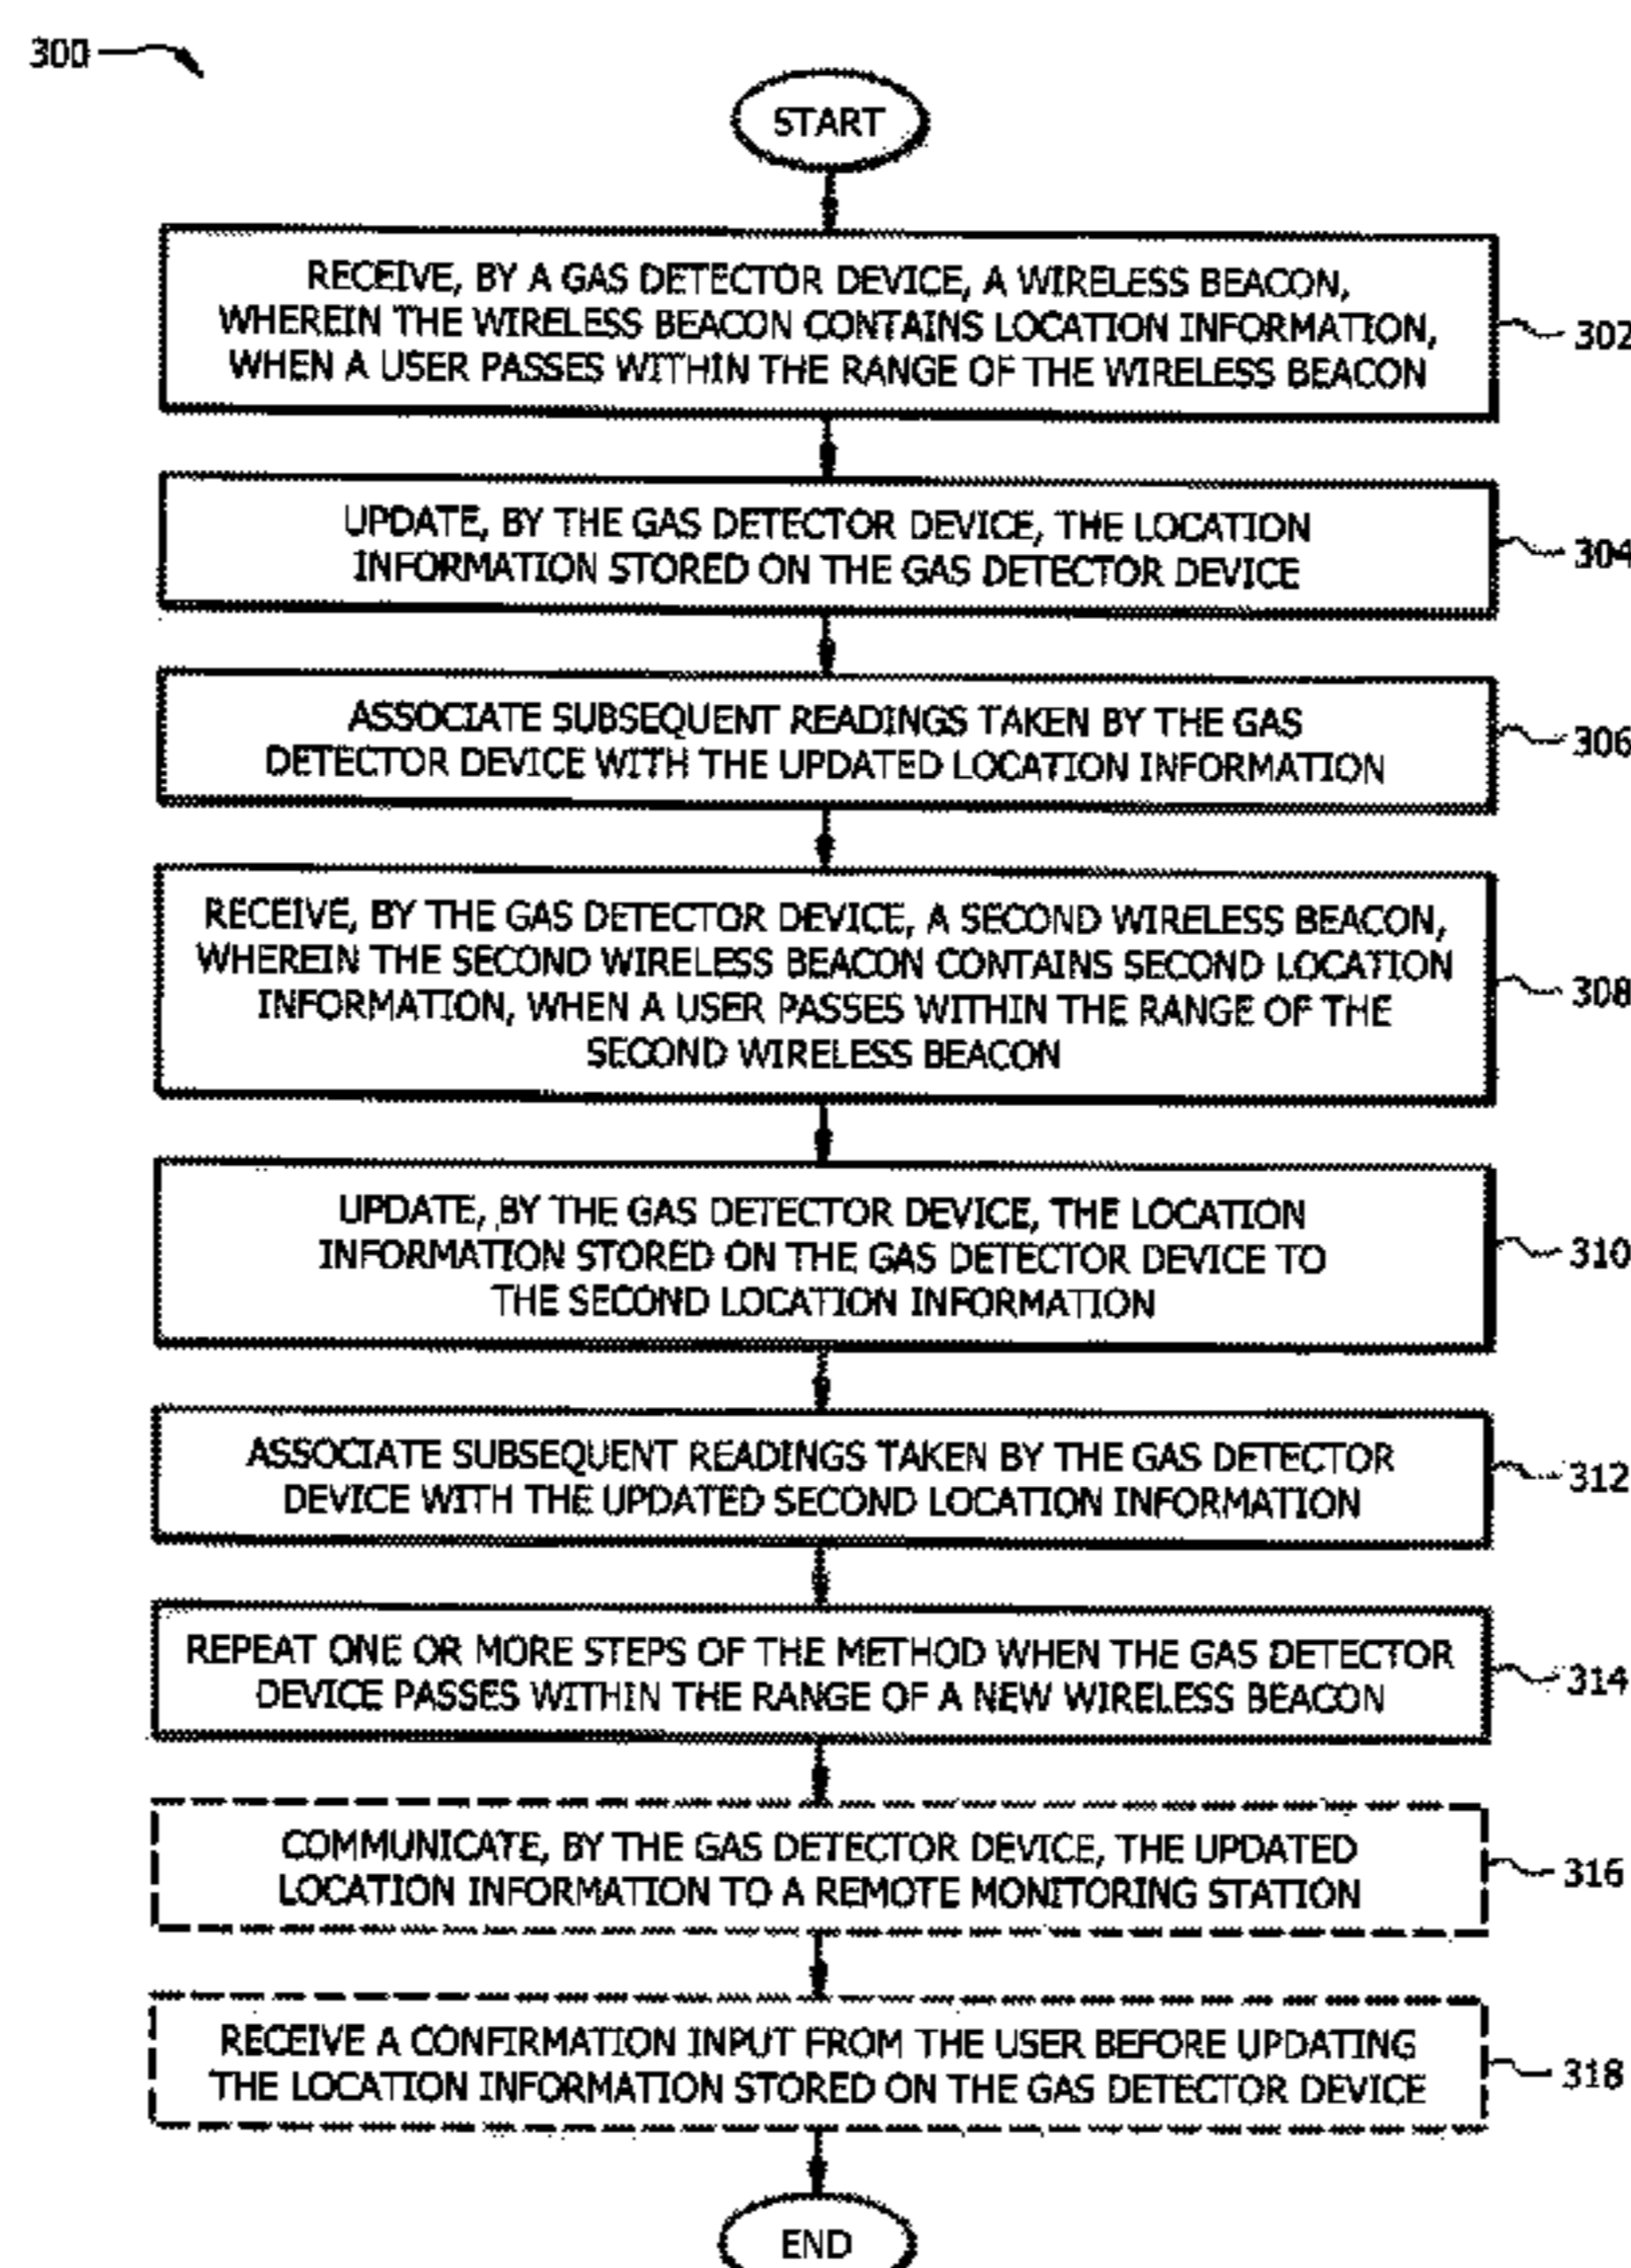 300
START
RECEIVE, BY A GAS DETECTOR DEVICE, A WIRELESS BEACON,
WHEREIN THE WIRELESS BEACON CONTAINS LOCATION INFORMATION,
WHEN A USER PASSES WITHIN THE RANGE OF THE WIRELESS BEACON
302
UPDATE, BY THE GAS DETECTOR DEVICE, THE LOCATION
INFORMATION STORED ON THE GAS DETECTOR DEVICE
304
ASSOCIATE SUBSEQUENT READINGS TAKEN BY THE GAS
DETECTOR DEVICE WITH THE UPDATED LOCATION INFORMATION
306
RECEIVE, BY THE GAS DETECTOR DEVICE, A SECOND WIRELESS BEACON,
WHEREIN THE SECOND WIRELESS BEACON CONTAINS SECOND LOCATION
INFORMATION, WHEN A USER PASSES WITHIN THE RANGE OF THE
SECOND WIRELESS BEACON
308
UPDATE, BY THE GAS DETECTOR DEVICE, THE LOCATION
INFORMATION STORED ON THE GAS DETECTOR DEVICE TO
THE SECOND LOCATION INFORMATION
310
ASSOCIATE SUBSEQUENT READINGS TAKEN BY THE GAS DETECTOR
DEVICE WITH THE UPDATED SECOND LOCATION INFORMATION
312
REPEAT ONE OR MORE STEPS OF THE METHOD WHEN THE GAS DETECTOR
DEVICE PASSES WITHIN THE RANGE OF A NEW WIRELESS BEACON
314
COMMUNICATE, BY THE GAS DETECTOR DEVICE, THE UPDATED
LOCATION INFORMATION TO A REMOTE MONITORING STATION
316
RECEIVE A CONFIRMATION INPUT FROM THE USER BEFORE UPDATING
THE LOCATION INFORMATION STORED ON THE GAS DETECTOR DEVICE
318
END